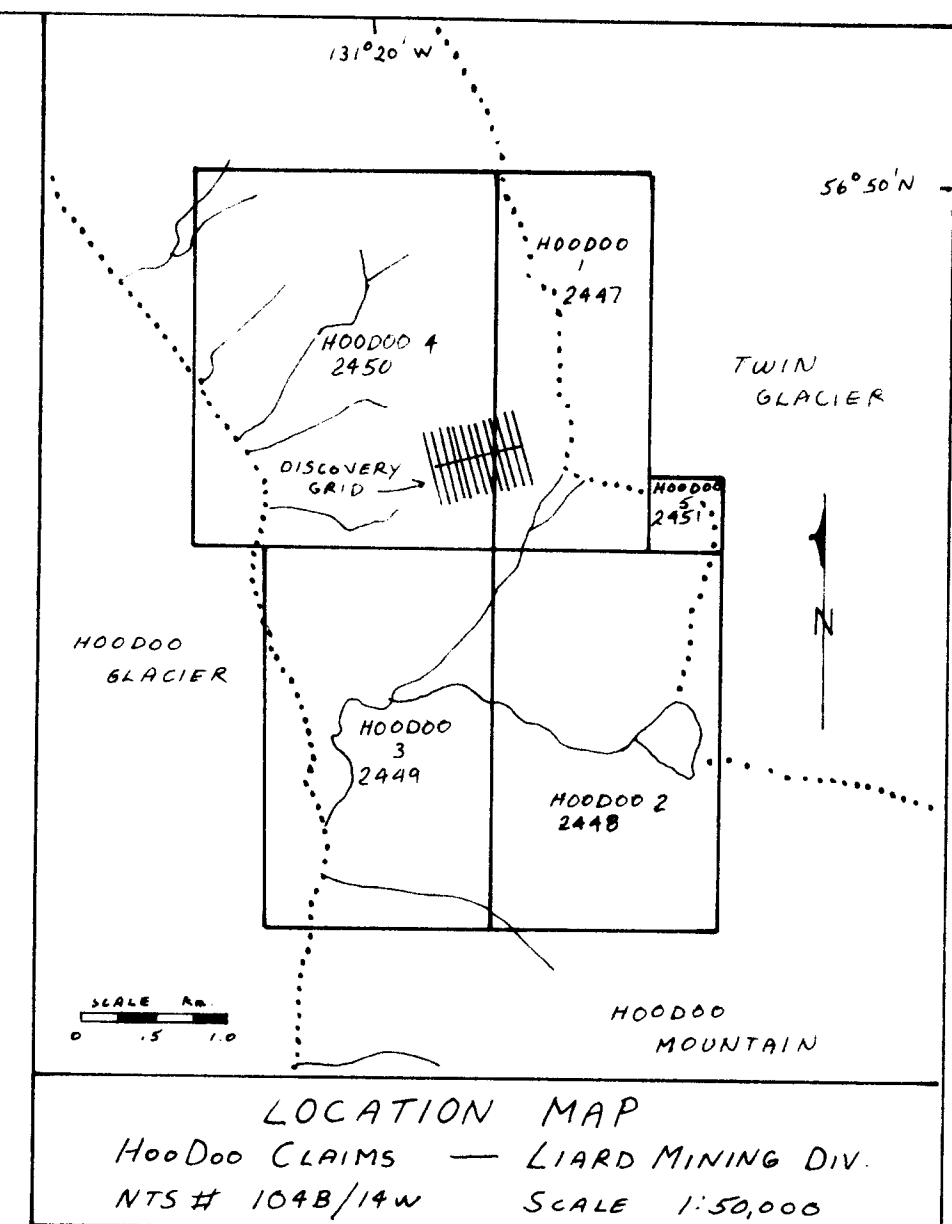 131° 20' W
56° 50' N
HOODOO
1
2447
HOODOO 4
2450
TWIN
GLACIER
DISCOVERY
GRID
HOODOO
5
2451
N
HOODOO
GLACIER
HOODOO
3
2449
HOODOO 2
2448
SCALE Km.
0 .5 1.0
HOODOO
MOUNTAIN
LOCATION MAP
HooDoo CLAIMS — LIARD MINING DIV.
NTS # 104B/14W SCALE 1:50,000